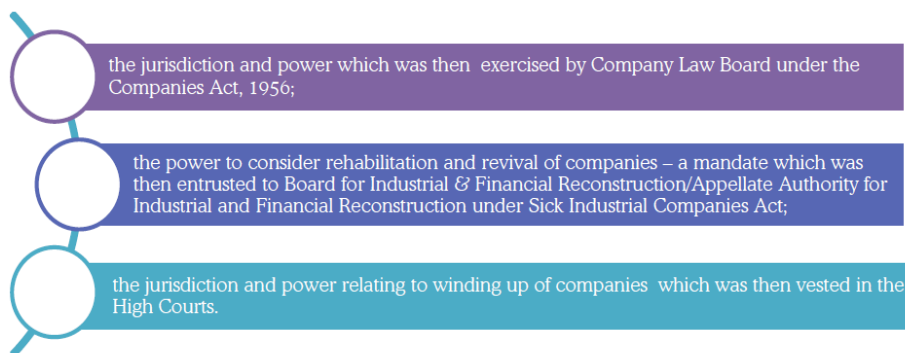 the jurisdiction and power which was then exercised by Company Law Board under the
Companies Act, 1956;
the power to consider rehabilitation and revival of companies – a mandate which was
then entrusted to Board for Industrial & Financial Reconstruction/Appellate Authority for
Industrial and Financial Reconstruction under Sick Industrial Companies Act;
the jurisdiction and power relating to winding up of companies which was then vested in the
High Courts.